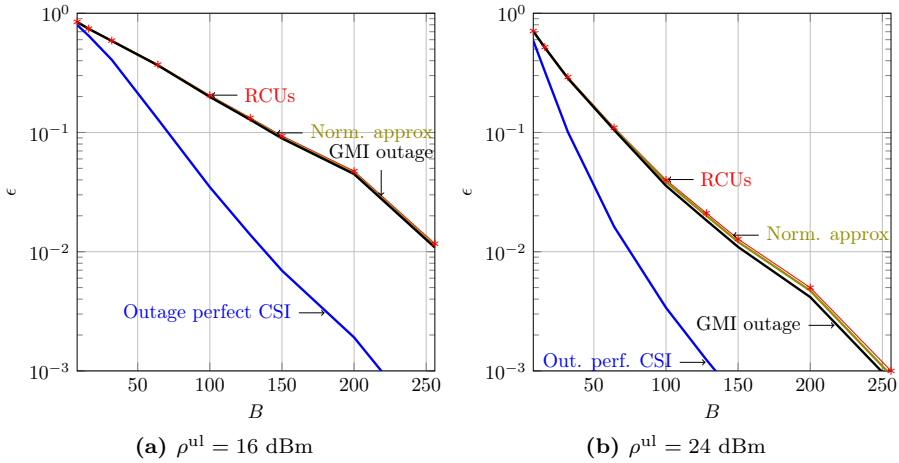 10^0
10^-1
10^-2
10^-3
ϵ
50 100 150 200 250
B
RCUs
Norm. approx
GMI outage
Outage perfect CSI
(a) ρ^ul = 16 dBm
10^0
10^-1
10^-2
10^-3
ϵ
50 100 150 200 250
B
RCUs
Norm. approx
GMI outage
Out. perf. CSI
(b) ρ^ul = 24 dBm